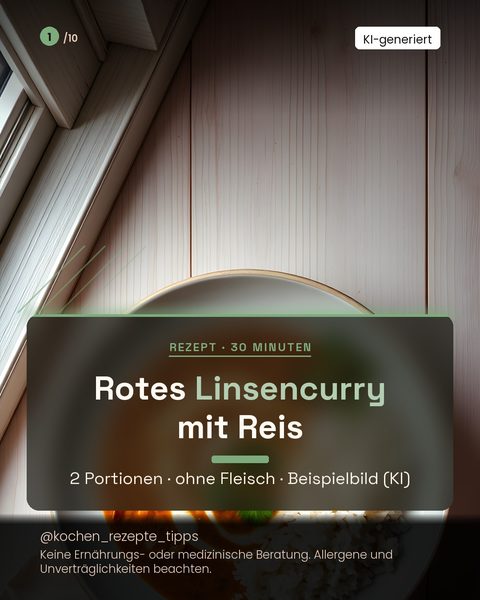 1 /10
KI-generiert
REZEPT · 30 MINUTEN
Rotes Linsencurry
mit Reis
2 Portionen · ohne Fleisch · Beispielbild (KI)
@kochen_rezepte_tipps
Keine Ernährungs- oder medizinische Beratung. Allergene und
Unverträglichkeiten beachten.